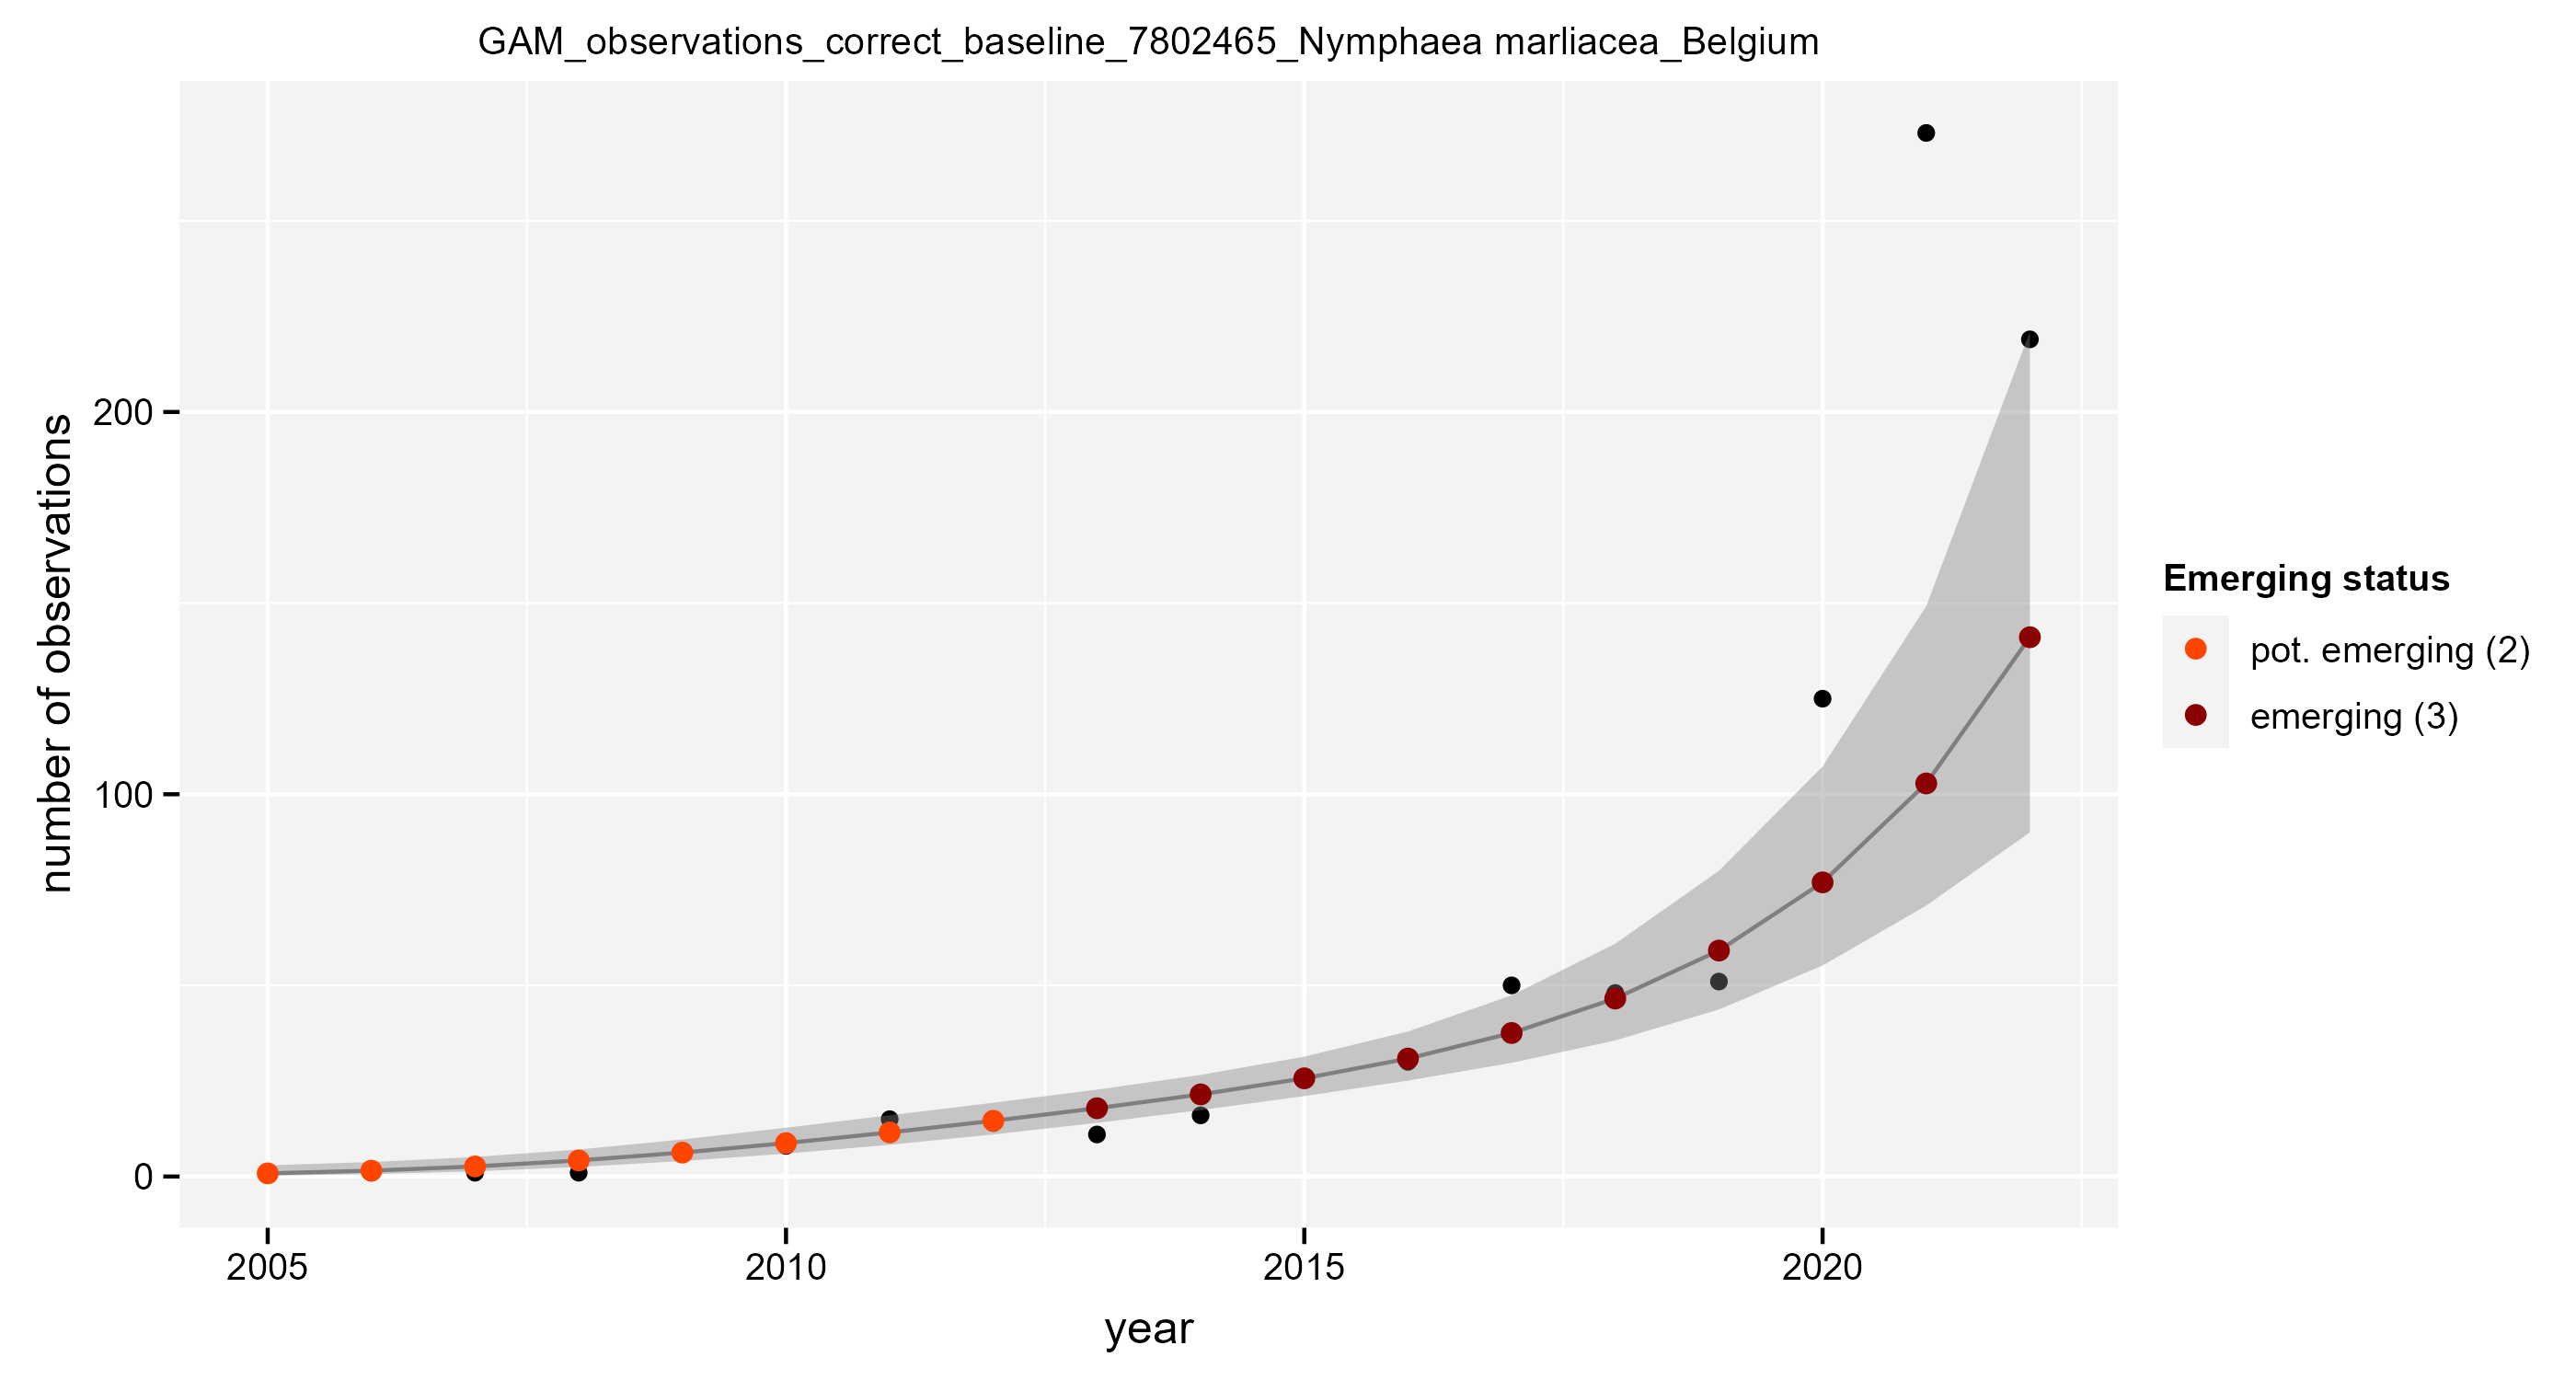 GAM_observations_correct_baseline_7802465_Nymphaea marliacea_Belgium
number of observations
200
100
0
2005
2010
2015
2020
year
Emerging status
pot. emerging (2)
emerging (3)